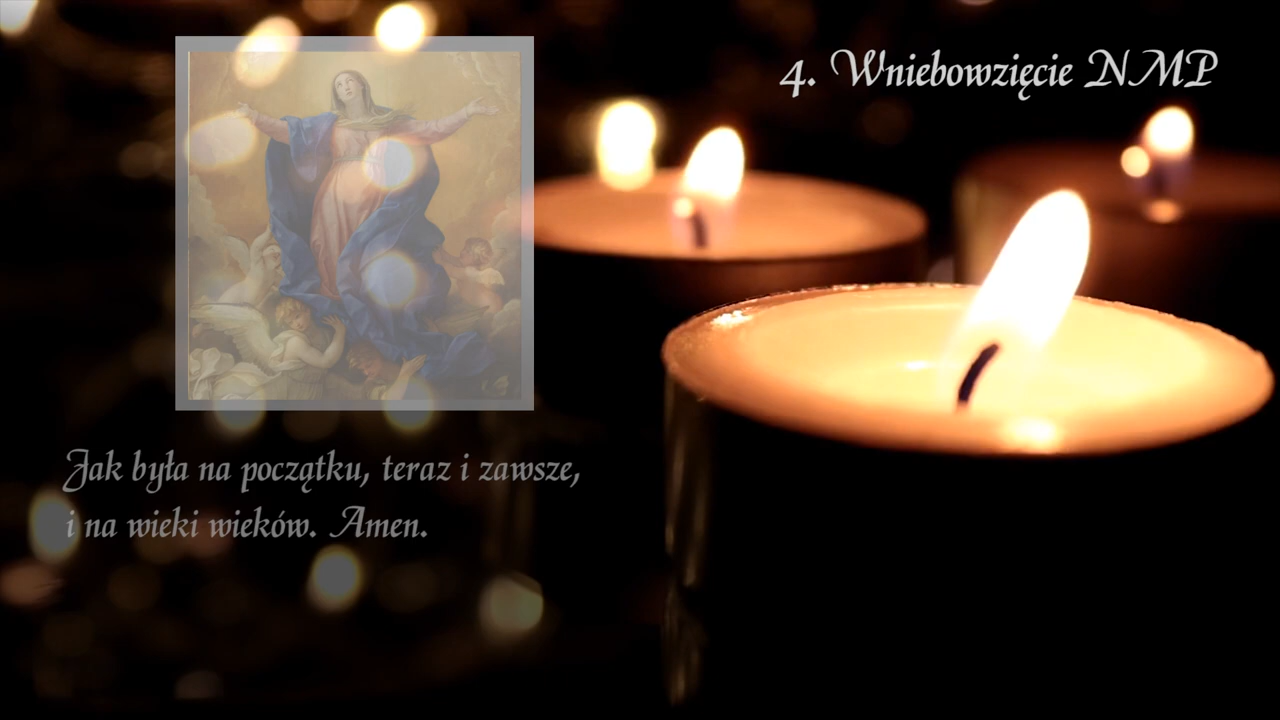 4. Wniebowzięcie NMP
Jak była na początku, teraz i zawsze,
i na wieki wieków. Amen.